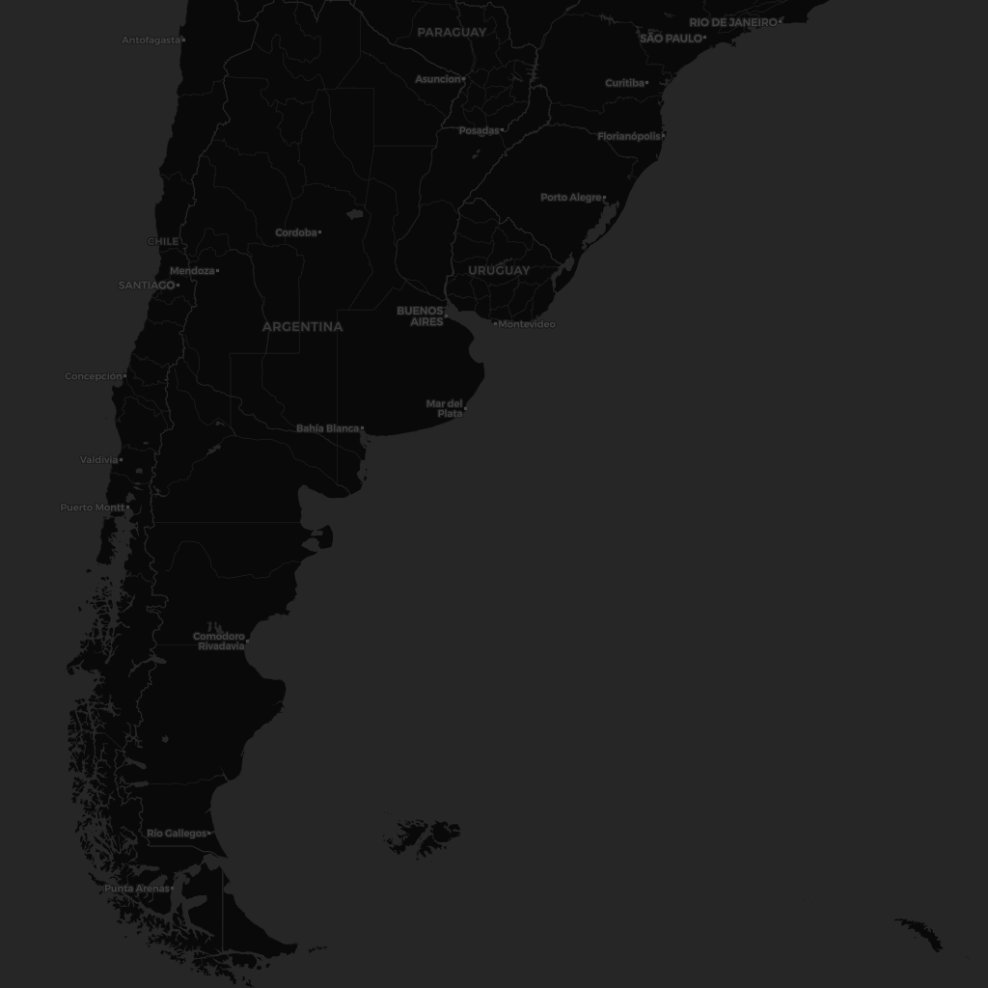 RIO DE JANEIRO
PARAGUAY
SÃO PAULO
Antofagasta
Asuncion
Curitiba
Posadas
Florianópolis
Porto Alegre
Cordoba
CHILE
Mendoza
URUGUAY
SANTIAGO
BUENOS
AIRES
ARGENTINA
Montevideo
Concepción
Mar del
Plata
Bahía Blanca
Valdivia
Puerto Montt
Comodoro
Rivadavia
Río Gallegos
Punta Arenas